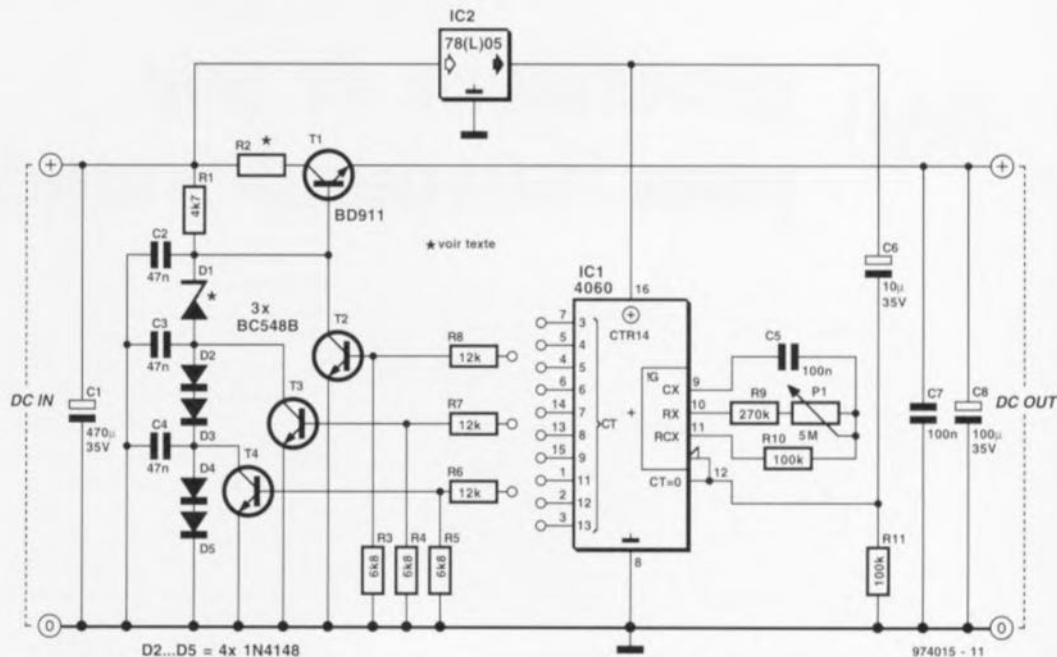 IC2
78(L)05
R2 ★
T1
BD911
R1
4k7
★ voir texte
C2
47n
D1
★
3x
BC548B
IC1
4060
16
CTR14
C6
10µ
35V
C3
47n
D2
D3
T2
T3
T4
R8
12k
R7
12k
R6
12k
7 3
5 4
4 5
6 6
14 7
13 8
15 9
1 11
2 12
3 13
CT
!G
+
CX 9
RX 10
RCX 11
CT=0 12
C5
100n
R9
270k
P1
5M
R10
100k
DC IN
C1
470µ
35V
C4
47n
D4
D5
R3
6k8
R4
6k8
R5
6k8
8
R11
100k
C7
100n
C8
100µ
35V
DC OUT
+
+
0
0
D2...D5 = 4x 1N4148
974015 - 11